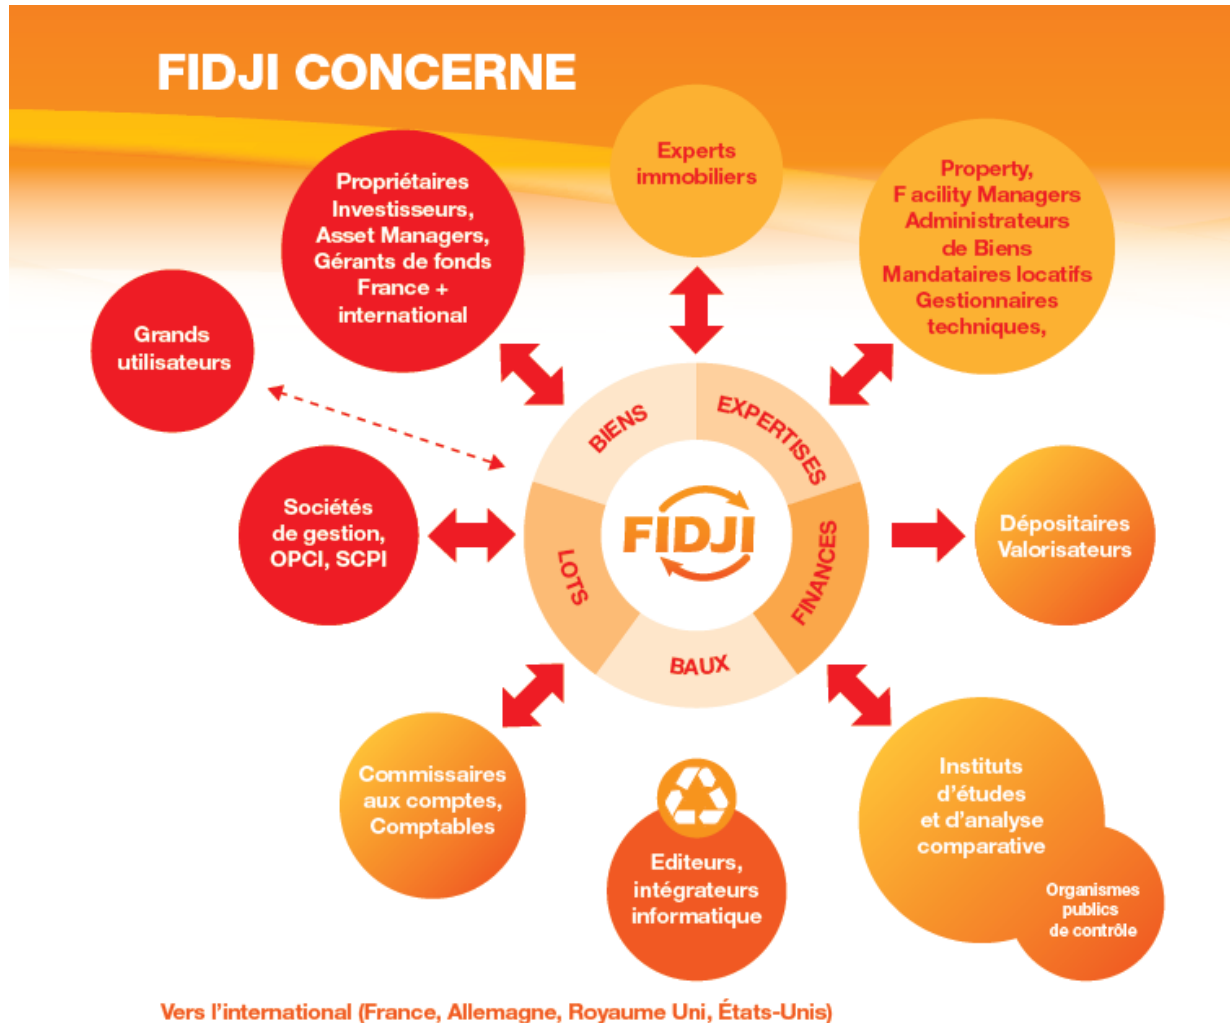 FIDJI CONCERNE
Experts
immobiliers
Propriétaires
Investisseurs,
Asset Managers,
Gérants de fonds
France +
international
Property,
F acility Managers
Administrateurs
de Biens
Mandataires locatifs
Gestionnaires
techniques,
Grands
utilisateurs
BIENS
EXPERTISES
Sociétés
de gestion,
OPCI, SCPI
FIDJI
Dépositaires
Valorisateurs
LOTS
FINANCES
BAUX
Commissaires
aux comptes,
Comptables
Editeurs,
intégrateurs
informatique
Instituts
d'études
et d'analyse
comparative
Organismes
publics
de contrôle
Vers l'international (France, Allemagne, Royaume Uni, États-Unis)